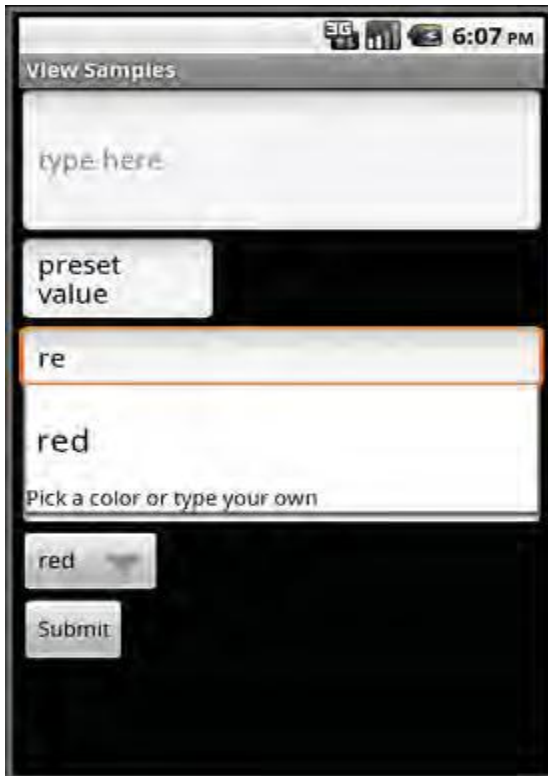 3G
6:07 PM
View Samples
type here
preset
value
re
red
Pick a color or type your own
red
Submit